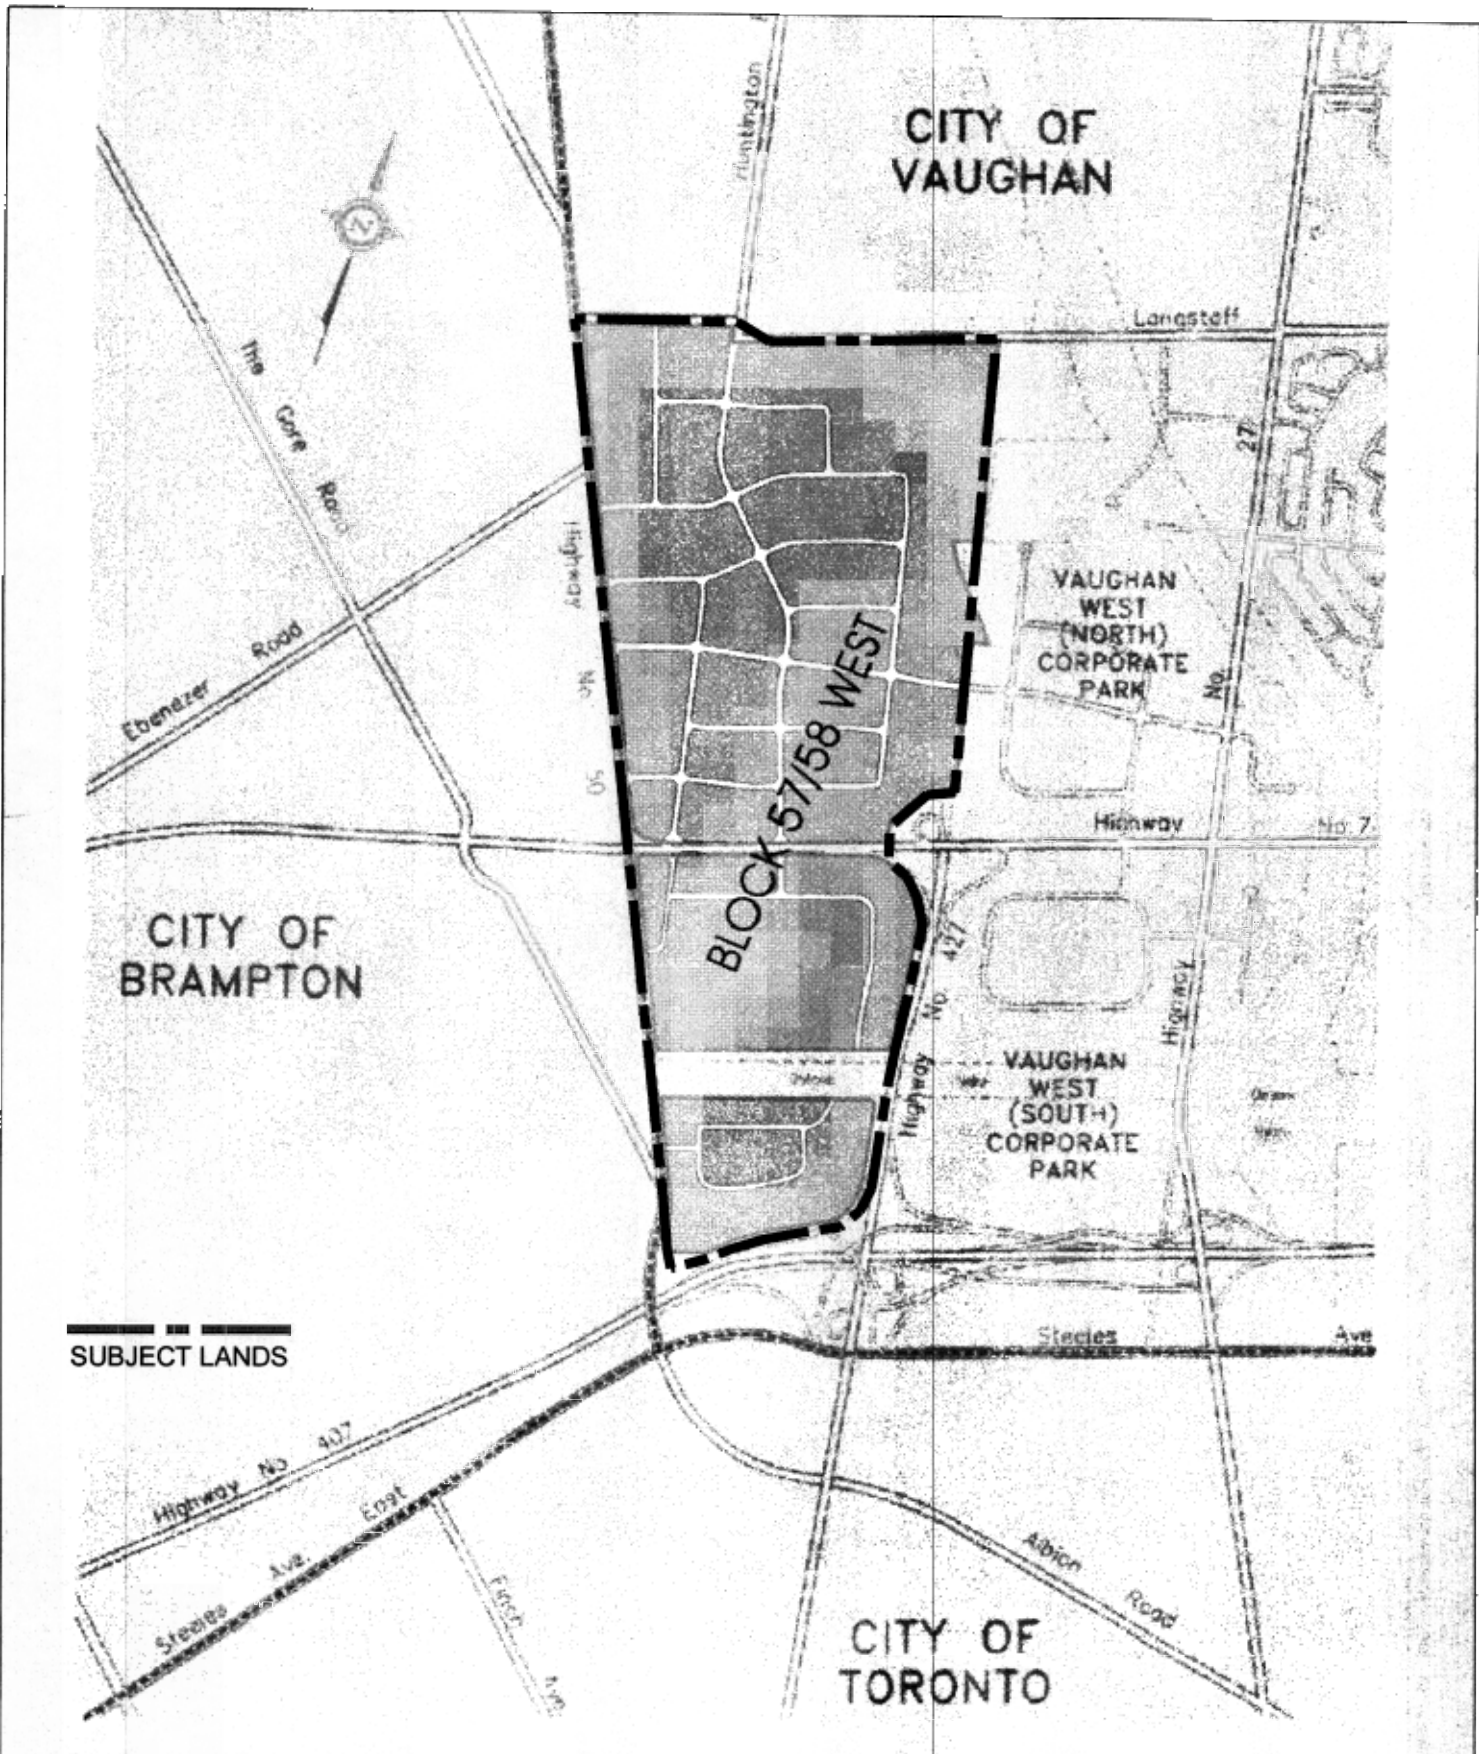 Huntington
CITY OF
VAUGHAN
N
Langstaff
The Gore Road
27
Highway
No
50
Ebenezer Road
VAUGHAN
WEST
(NORTH)
CORPORATE
PARK
No.
BLOCK 57/58 WEST
Highway No 7
CITY OF
BRAMPTON
Highway No. 427
Highway
VAUGHAN
WEST
(SOUTH)
CORPORATE
PARK
SUBJECT LANDS
Steeles Ave
Highway No 407
Steeles Ave. East
Finch Ave
Albion Road
CITY OF
TORONTO